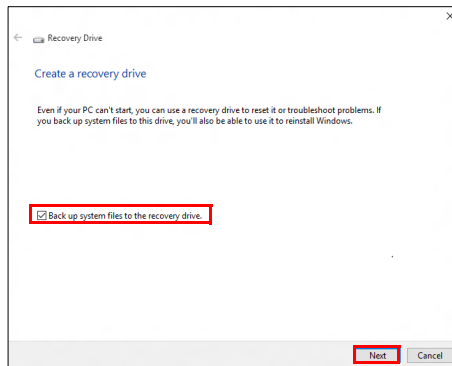 Recovery Drive
Create a recovery drive
Even if your PC can't start, you can use a recovery drive to reset it or troubleshoot problems. If
you back up system files to this drive, you'll also be able to use it to reinstall Windows.
Back up system files to the recovery drive.
Next Cancel